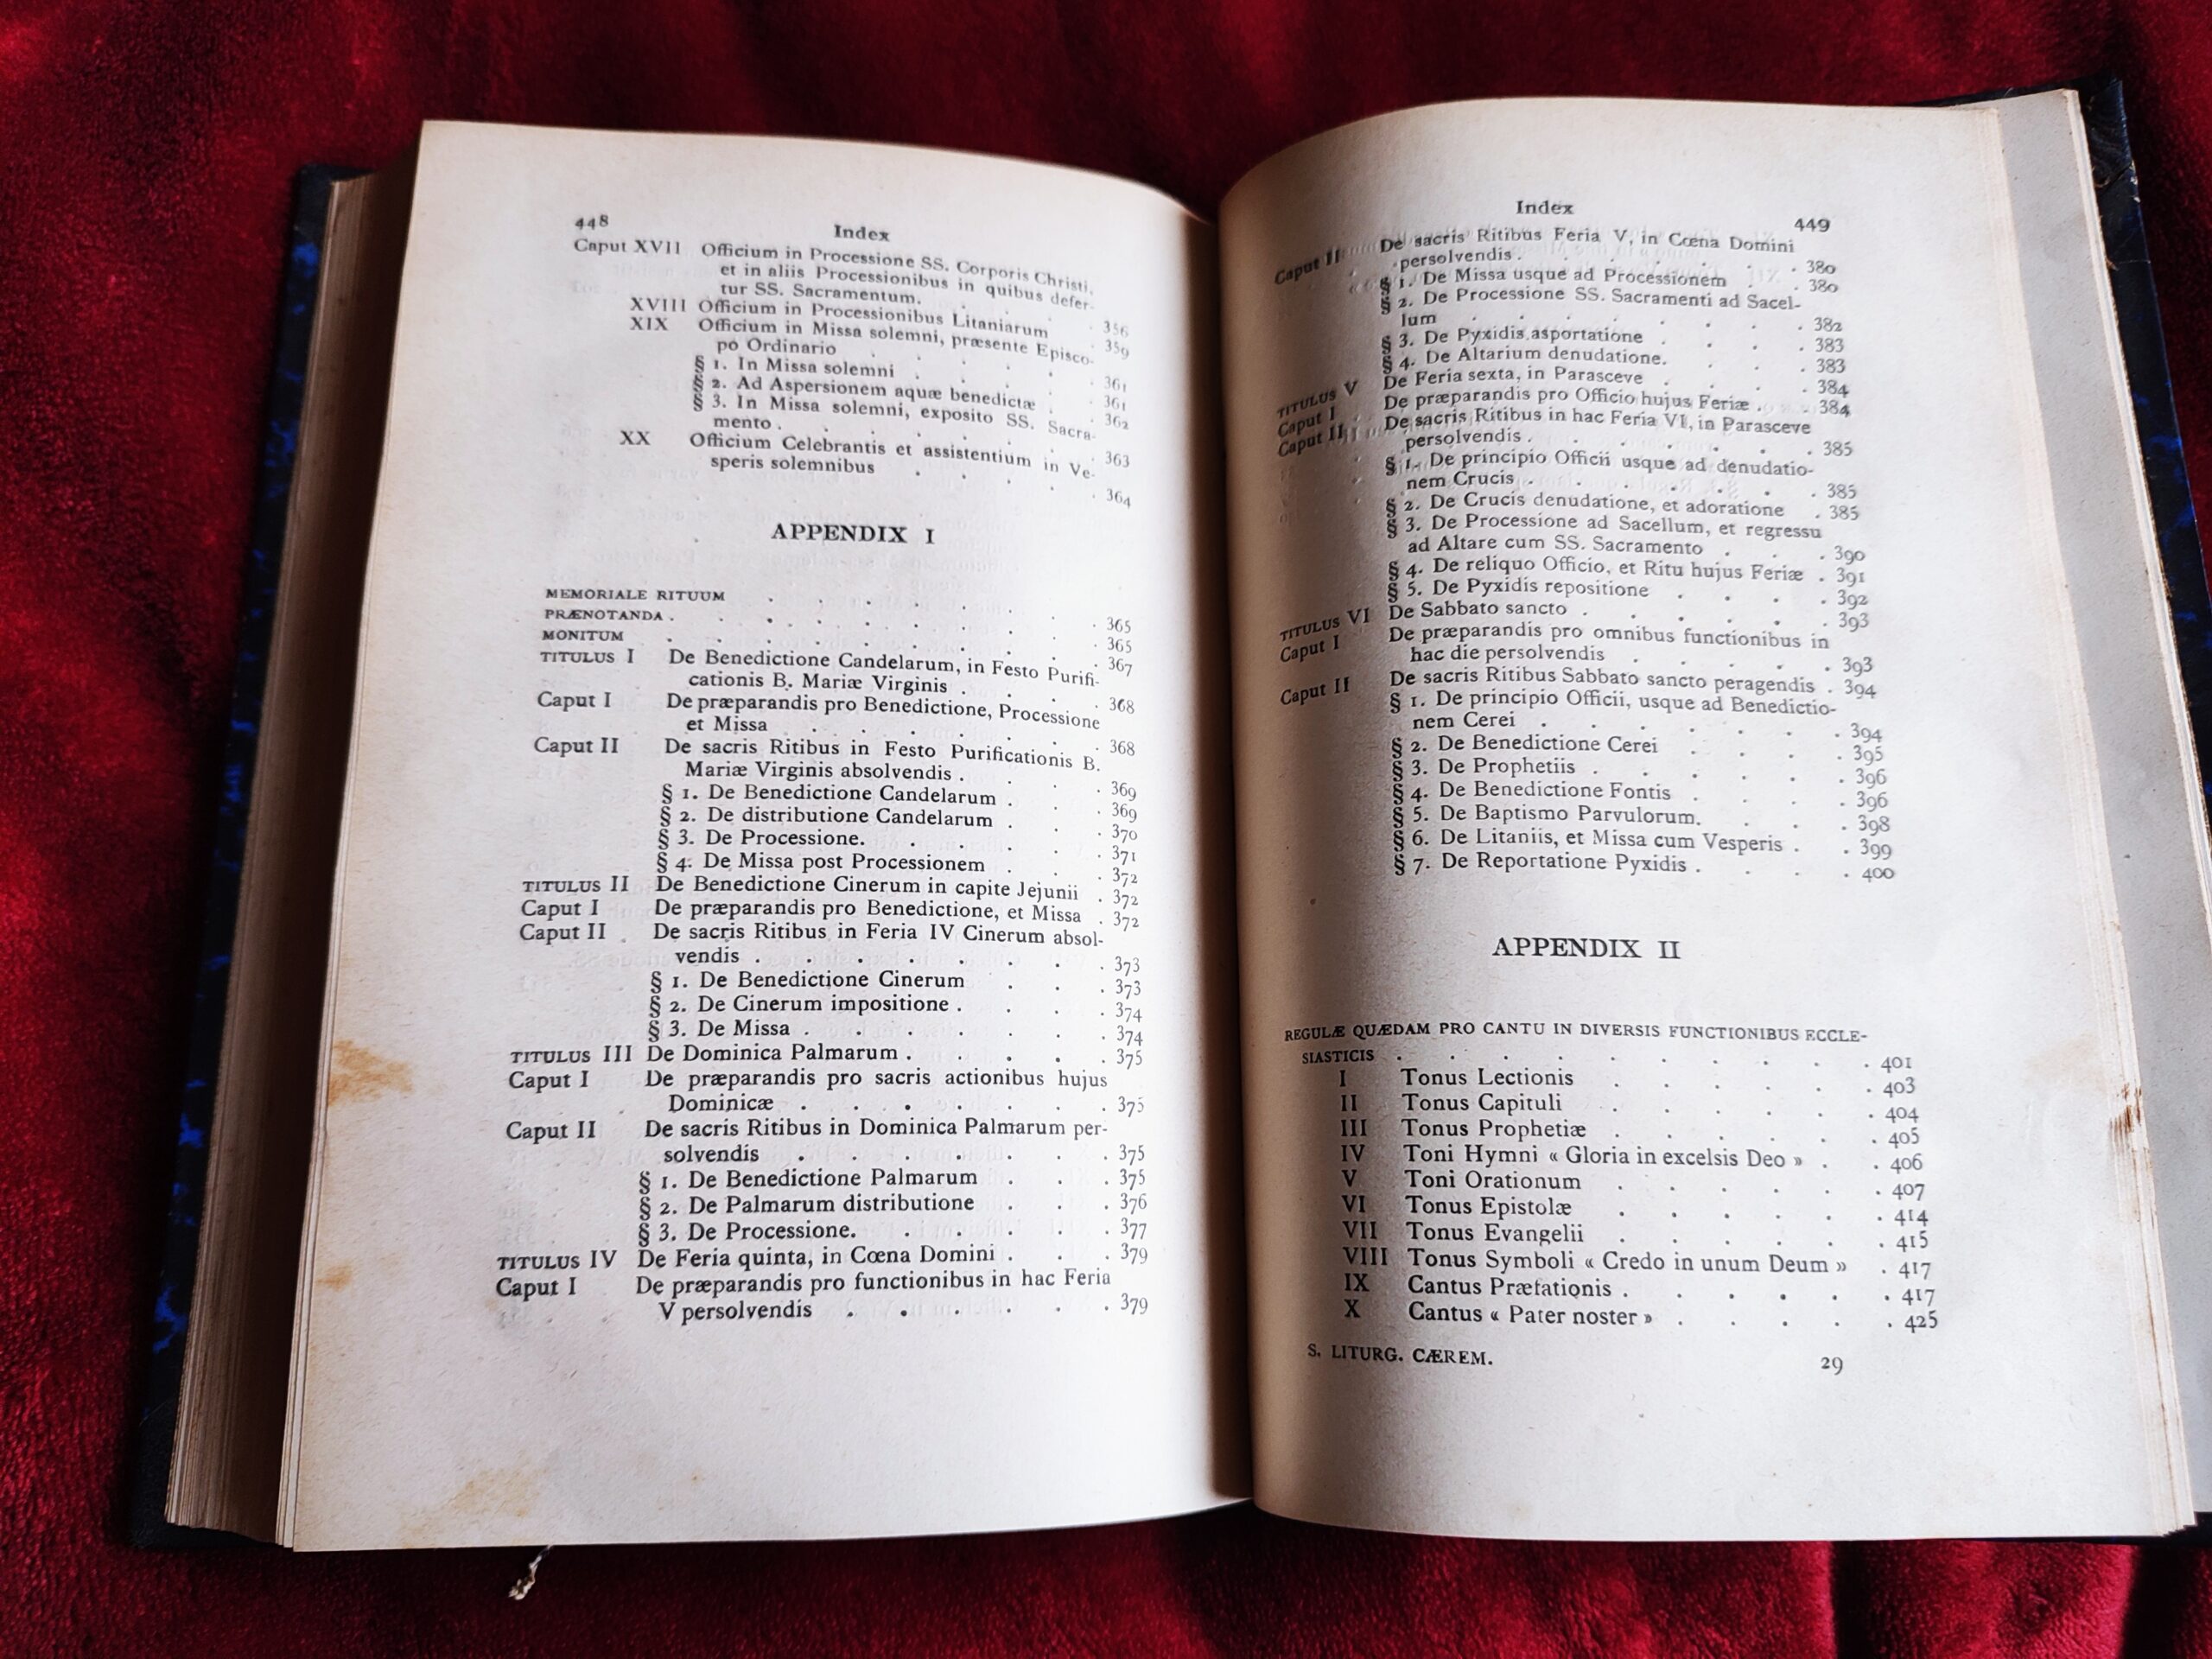 448
Index
Caput XVII Officium in Processione SS. Corporis Christi,
et in aliis Processionibus in quibus defer-
tur SS. Sacramentum. . . . . 356
XVIII Officium in Processionibus Litaniarum . 359
XIX Officium in Missa solemni, præsente Episco-
po Ordinario . . . . . . 361
§ 1. In Missa solemni . . . . 361
§ 2. Ad Aspersionem aquæ benedictæ . . 362
§ 3. In Missa solemni, exposito SS. Sacra-
mento . . . . . . . 363
XX Officium Celebrantis et assistentium in Ve-
speris solemnibus . . . . . 364
APPENDIX I
MEMORIALE RITUUM . . . . . . . 365
PRÆNOTANDA . . . . . . . . 365
MONITUM . . . . . . . . 367
TITULUS I De Benedictione Candelarum, in Festo Purifi-
cationis B. Mariæ Virginis . . . . 368
Caput I De præparandis pro Benedictione, Processione
et Missa . . . . . . . 368
Caput II De sacris Ritibus in Festo Purificationis B.
Mariæ Virginis absolvendis . . . . 369
§ 1. De Benedictione Candelarum . . . 369
§ 2. De distributione Candelarum . . . 370
§ 3. De Processione. . . . . . 371
§ 4. De Missa post Processionem . . . 372
TITULUS II De Benedictione Cinerum in capite Jejunii . 372
Caput I De præparandis pro Benedictione, et Missa . 372
Caput II De sacris Ritibus in Feria IV Cinerum absol-
vendis . . . . . . . . 373
§ 1. De Benedictione Cinerum . . . 373
§ 2. De Cinerum impositione . . . . 374
§ 3. De Missa . . . . . . . 374
TITULUS III De Dominica Palmarum . . . . . 375
Caput I De præparandis pro sacris actionibus hujus
Dominicæ . . . . . . . 375
Caput II De sacris Ritibus in Dominica Palmarum per-
solvendis . . . . . . . 375
§ 1. De Benedictione Palmarum . . . 375
§ 2. De Palmarum distributione . . . 376
§ 3. De Processione. . . . . . 377
TITULUS IV De Feria quinta, in Cœna Domini . . . 379
Caput I De præparandis pro functionibus in hac Feria
V persolvendis . . . . . . 379
Index
449
Caput II De sacris Ritibus Feria V, in Cœna Domini
persolvendis . . . . . . . 380
§ 1. De Missa usque ad Processionem . . 380
§ 2. De Processione SS. Sacramenti ad Sacel-
lum . . . . . . . . 382
§ 3. De Pyxidis asportatione . . . . 383
§ 4. De Altarium denudatione. . . . 383
TITULUS V De Feria sexta, in Parasceve . . . . 384
Caput I De præparandis pro Officio hujus Feriæ . . 384
Caput II De sacris Ritibus in hac Feria VI, in Parasceve
persolvendis . . . . . . . 385
§ 1. De principio Officii usque ad denudatio-
nem Crucis . . . . . . . 385
§ 2. De Crucis denudatione, et adoratione . 385
§ 3. De Processione ad Sacellum, et regressu
ad Altare cum SS. Sacramento . . . 390
§ 4. De reliquo Officio, et Ritu hujus Feriæ . 391
§ 5. De Pyxidis repositione . . . . 392
TITULUS VI De Sabbato sancto . . . . . . 393
Caput I De præparandis pro omnibus functionibus in
hac die persolvendis . . . . . 393
Caput II De sacris Ritibus Sabbato sancto peragendis . 394
§ 1. De principio Officii, usque ad Benedictio-
nem Cerei . . . . . . . 394
§ 2. De Benedictione Cerei . . . . 395
§ 3. De Prophetiis . . . . . . 396
§ 4. De Benedictione Fontis . . . . 396
§ 5. De Baptismo Parvulorum. . . . 398
§ 6. De Litaniis, et Missa cum Vesperis . . 399
§ 7. De Reportatione Pyxidis . . . . 400
APPENDIX II
REGULÆ QUÆDAM PRO CANTU IN DIVERSIS FUNCTIONIBUS ECCLE-
SIASTICIS . . . . . . . . . 401
I Tonus Lectionis . . . . . . 403
II Tonus Capituli . . . . . . 404
III Tonus Prophetiæ . . . . . . 405
IV Toni Hymni « Gloria in excelsis Deo » . . 406
V Toni Orationum . . . . . . 407
VI Tonus Epistolæ . . . . . . 414
VII Tonus Evangelii . . . . . . 415
VIII Tonus Symboli « Credo in unum Deum » . 417
IX Cantus Præfationis . . . . . . 417
X Cantus « Pater noster » . . . . . 425
S. LITURG. CÆREM. 29